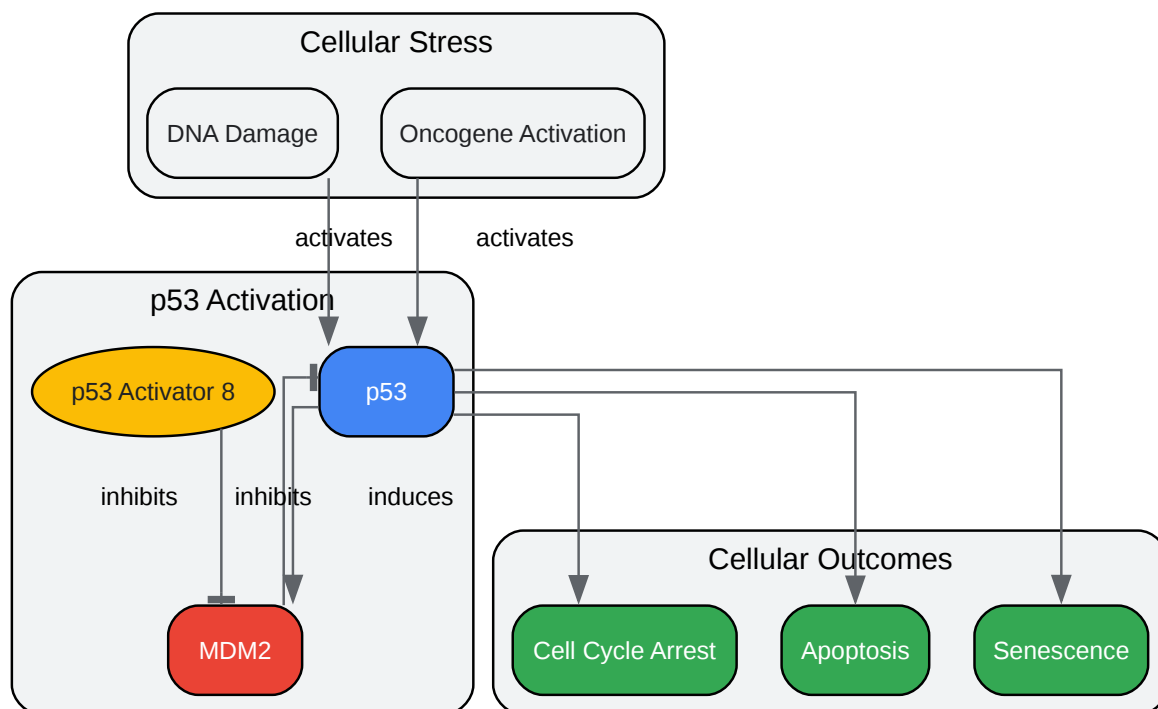 Cellular Stress
DNA Damage
Oncogene Activation
activates
activates
p53 Activation
p53 Activator 8
p53
inhibits
inhibits
induces
MDM2
Cellular Outcomes
Cell Cycle Arrest
Apoptosis
Senescence